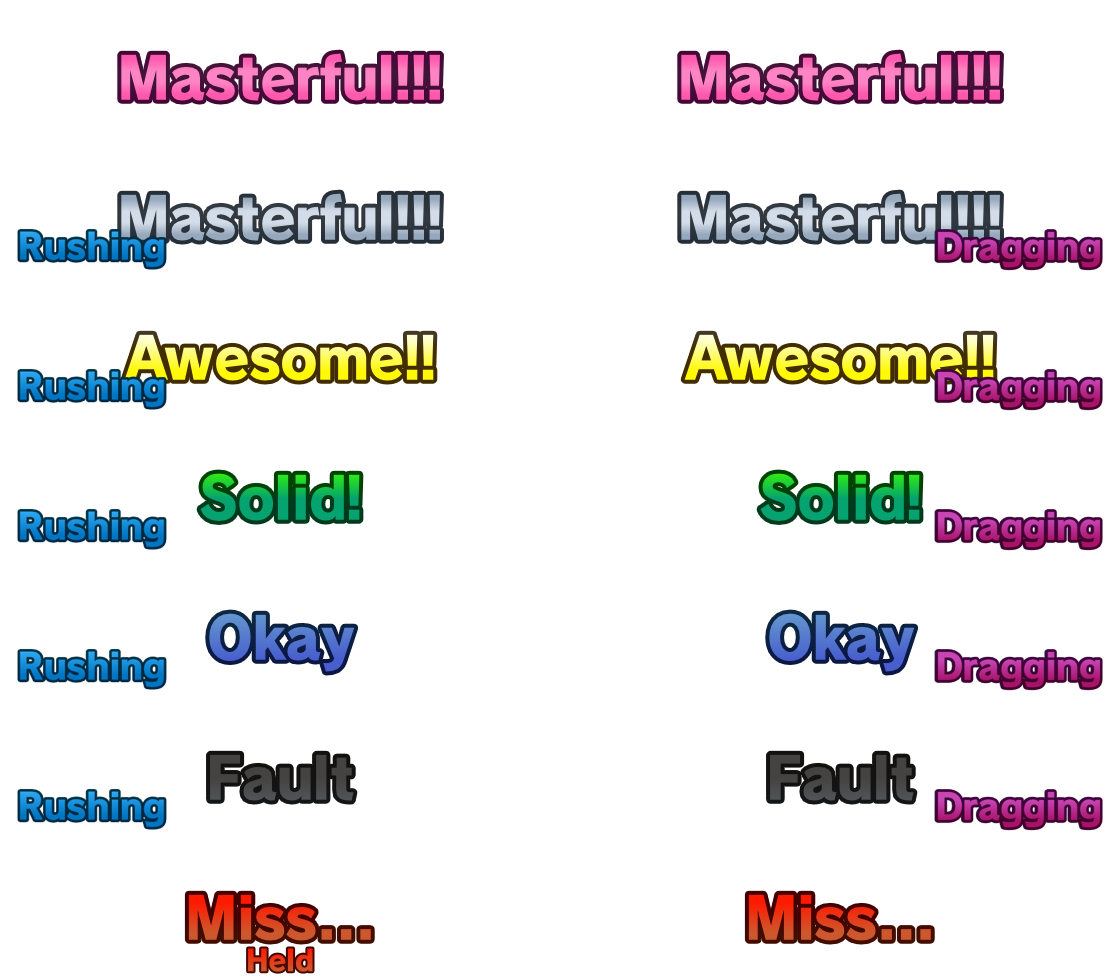 Masterful!!! Masterful!!!
Masterful!!! Masterful!!!
Rushing Dragging
Awesome!! Awesome!!
Rushing Dragging
Solid! Solid!
Rushing Dragging
Okay Okay
Rushing Dragging
Fault Fault
Rushing Dragging
Miss... Miss...
Held